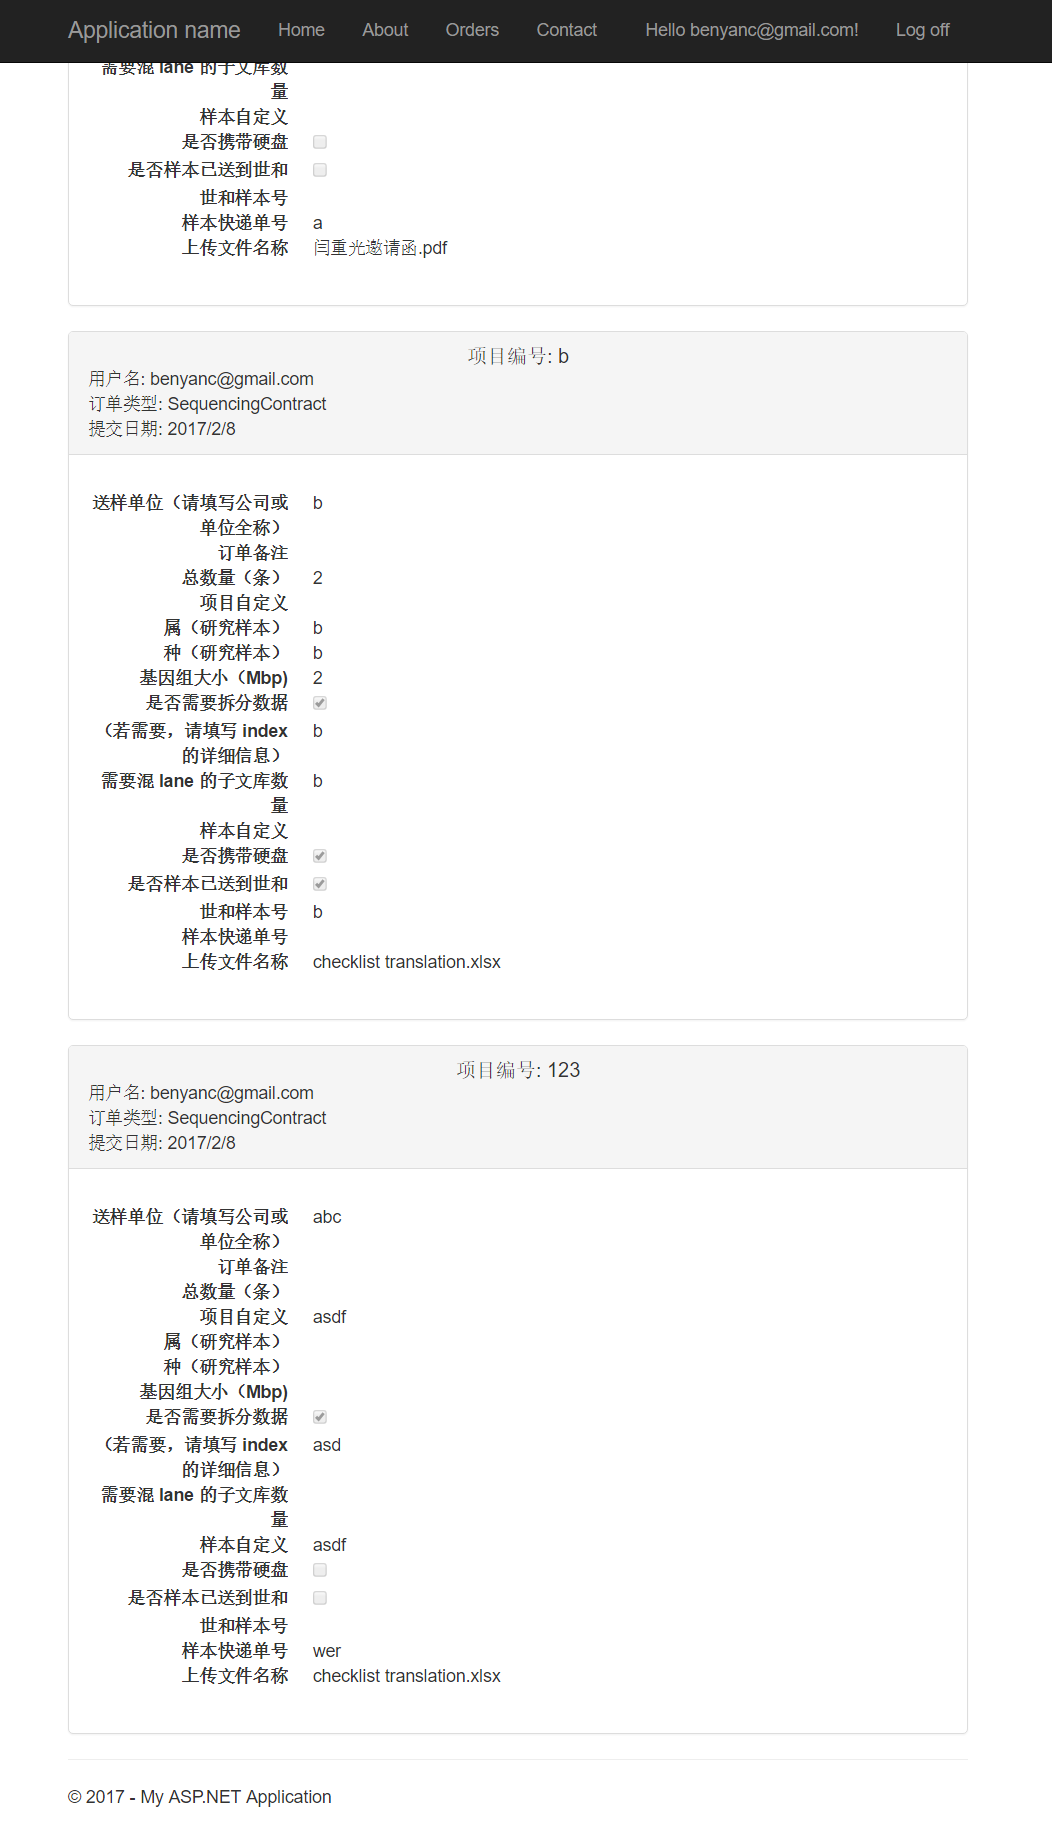 Application name Home About Orders Contact Hello benyanc@gmail.com! Log off
需要混 lane 的子文库数
量
样本自定义
是否携带硬盘
是否样本已送到世和
世和样本号
样本快递单号 a
上传文件名称 闫重光邀请函.pdf
项目编号: b
用户名: benyanc@gmail.com
订单类型: SequencingContract
提交日期: 2017/2/8
送样单位（请填写公司或 b
单位全称）
订单备注
总数量（条） 2
项目自定义
属（研究样本） b
种（研究样本） b
基因组大小（Mbp) 2
是否需要拆分数据
（若需要，请填写 index b
的详细信息）
需要混 lane 的子文库数 b
量
样本自定义
是否携带硬盘
是否样本已送到世和
世和样本号 b
样本快递单号
上传文件名称 checklist translation.xlsx
项目编号: 123
用户名: benyanc@gmail.com
订单类型: SequencingContract
提交日期: 2017/2/8
送样单位（请填写公司或 abc
单位全称）
订单备注
总数量（条）
项目自定义 asdf
属（研究样本）
种（研究样本）
基因组大小（Mbp)
是否需要拆分数据
（若需要，请填写 index asd
的详细信息）
需要混 lane 的子文库数
量
样本自定义 asdf
是否携带硬盘
是否样本已送到世和
世和样本号
样本快递单号 wer
上传文件名称 checklist translation.xlsx
© 2017 - My ASP.NET Application